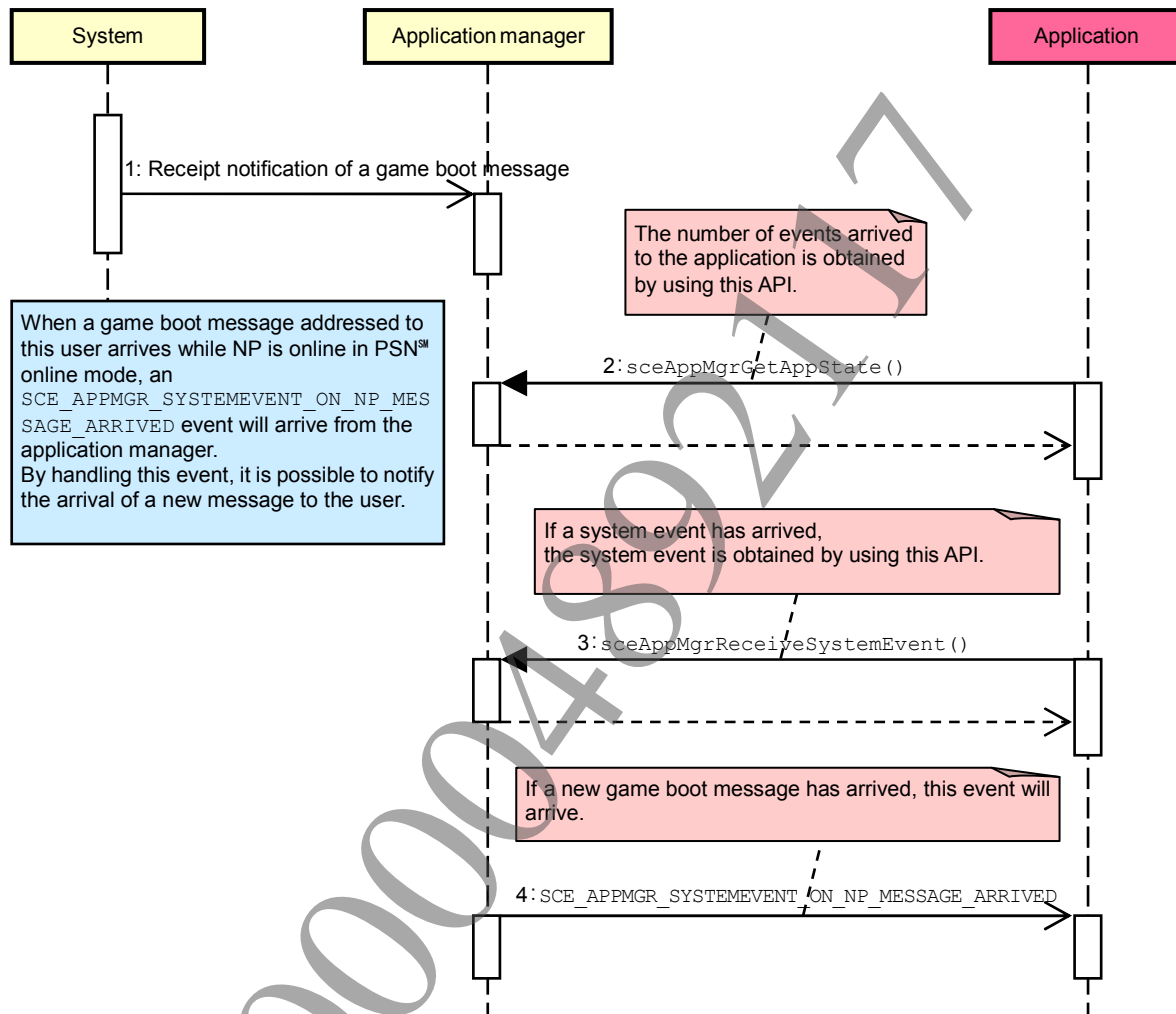 System
Application manager
Application
1: Receipt notification of a game boot message
The number of events arrived
to the application is obtained
by using this API.
When a game boot message addressed to
this user arrives while NP is online in PSN℠
online mode, an
SCE_APPMGR_SYSTEMEVENT_ON_NP_MES
SAGE_ARRIVED event will arrive from the
application manager.
By handling this event, it is possible to notify
the arrival of a new message to the user.
2:sceAppMgrGetAppState()
If a system event has arrived,
the system event is obtained by using this API.
3:sceAppMgrReceiveSystemEvent()
If a new game boot message has arrived, this event will
arrive.
4:SCE_APPMGR_SYSTEMEVENT_ON_NP_MESSAGE_ARRIVED
000004892117